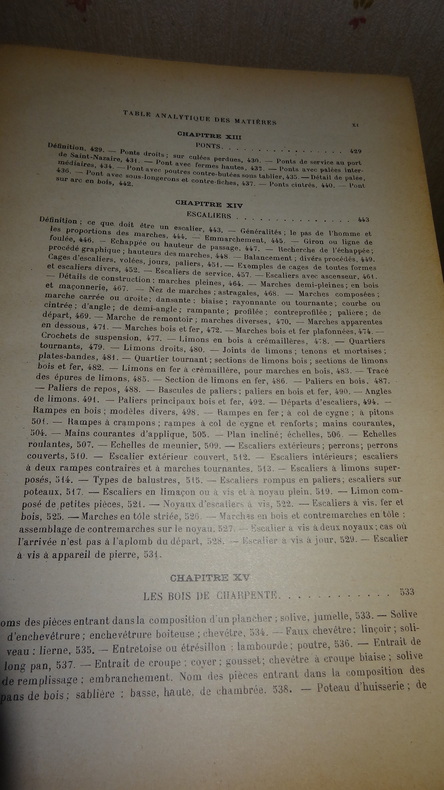 TABLE ANALYTIQUE DES MATIÈRES XI
CHAPITRE XIII
PONTS. . . . . . . . . . . . . . . 429
Définition, 429. — Ponts droits; sur culées perdues, 430. — Ponts de service au port
de Saint-Nazaire, 431. — Pont avec fermes hautes, 432. — Ponts avec palées inter-
médiaires, 434. — Pont avec poutres contre-butées sous tablier, 435. — Détail de palée,
436. — Pont avec sous-longerons et contre-fiches, 437. — Ponts cintrés, 440. — Pont
sur arc en bois, 442.
CHAPITRE XIV
ESCALIERS . . . . . . . . . . . . . . 443
Définition; ce que doit être un escalier, 443. — Généralités; le pas de l'homme et
les proportions des marches, 444. — Emmarchement, 445. — Giron ou ligne de
foulée, 446. — Echappée ou hauteur de passage, 447. — Recherche de l'échappée;
procédé graphique; hauteurs des marches, 448. — Balancement; divers procédés, 449.
Cages d'escaliers, volées, jours, paliers, 451. — Exemples de cages de toutes formes
et escaliers divers, 452. — Escaliers de service, 457. — Escaliers avec ascenseur, 461.
— Détails de construction: marches pleines, 464. — Marches demi-pleines; en bois
et maçonnerie, 467. — Nez de marches; astragales, 468. — Marches composées;
marche carrée ou droite; dansante; biaise; rayonnante ou tournante; courbe ou
cintrée; d'angle; de demi-angle; rampante; profilée; contreprofilée; palière; de
départ, 469. — Marche de remontoir; marches diverses, 470. — Marches apparentes
en dessous, 471. — Marches bois et fer, 472. — Marches bois et fer plafonnées, 474. —
Crochets de suspension, 477. — Limons en bois à crémaillères, 478. — Quartiers
tournants, 479. — Limons droits, 480. — Joints de limons; tenons et mortaises;
plates-bandes, 481. — Quartier tournant; sections de limons bois; sections de limons
bois et fer, 482. — Limons en fer à crémaillère, pour marches en bois, 483. — Tracé
des épures de limons, 485. — Section de limons en fer, 486. — Paliers en bois, 487.
— Paliers de repos, 488. — Bascules de paliers; paliers en bois et fer, 490. — Angles
de limons, 491. — Paliers principaux bois et fer, 492. — Départs d'escaliers, 494. —
Rampes en bois; modèles divers, 498. — Rampes en fer; à col de cygne; à pitons
501. — Rampes à crampons; rampes à col de cygne et renforts; mains courantes,
504. — Mains courantes d'applique, 505. — Plan incliné; échelles, 506. — Echelles
roulantes, 507. — Echelles de meunier, 509. — Escaliers extérieurs; perrons; perrons
couverts, 510. — Escalier extérieur couvert, 512. — Escaliers intérieurs; escaliers
à deux rampes contraires et à marches tournantes, 513. — Escaliers à limons super-
posés, 514. — Types de balustres, 515. — Escaliers rompus en paliers; escaliers sur
poteaux, 517. — Escaliers en limaçon ou à vis et à noyau plein, 519. — Limon com-
posé de petites pièces, 521. — Noyaux d'escaliers à vis, 522. — Escaliers à vis, fer et
bois, 525. — Marches en tôle striée, 526. — Marches en bois et contremarches en tôle;
assemblage de contremarches sur le noyau, 527. — Escalier à vis à deux noyaux; cas où
l'arrivée n'est pas à l'aplomb du départ, 528. — Escalier à vis à jour, 529. — Escalier
à vis à appareil de pierre, 531.
CHAPITRE XV
LES BOIS DE CHARPENTE. . . . . . . . . . . 533
oms des pièces entrant dans la composition d'un plancher; solive, jumelle, 533. — Solive
d'enchevêtrure; enchevêtrure boiteuse; chevêtre, 534. — Faux chevêtre; linçoir; soli-
veau; lierne, 535. — Entretoise ou étrésillon; lambourde; poutre, 536. — Entrait de
long pan, 537. — Entrait de croupe; coyer; gousset; chevêtre à croupe biaise; solive
de remplissage; embranchement. Nom des pièces entrant dans la composition des
pans de bois; sablière; basse, haute, de chambrée, 538. — Poteau d'huisserie; de